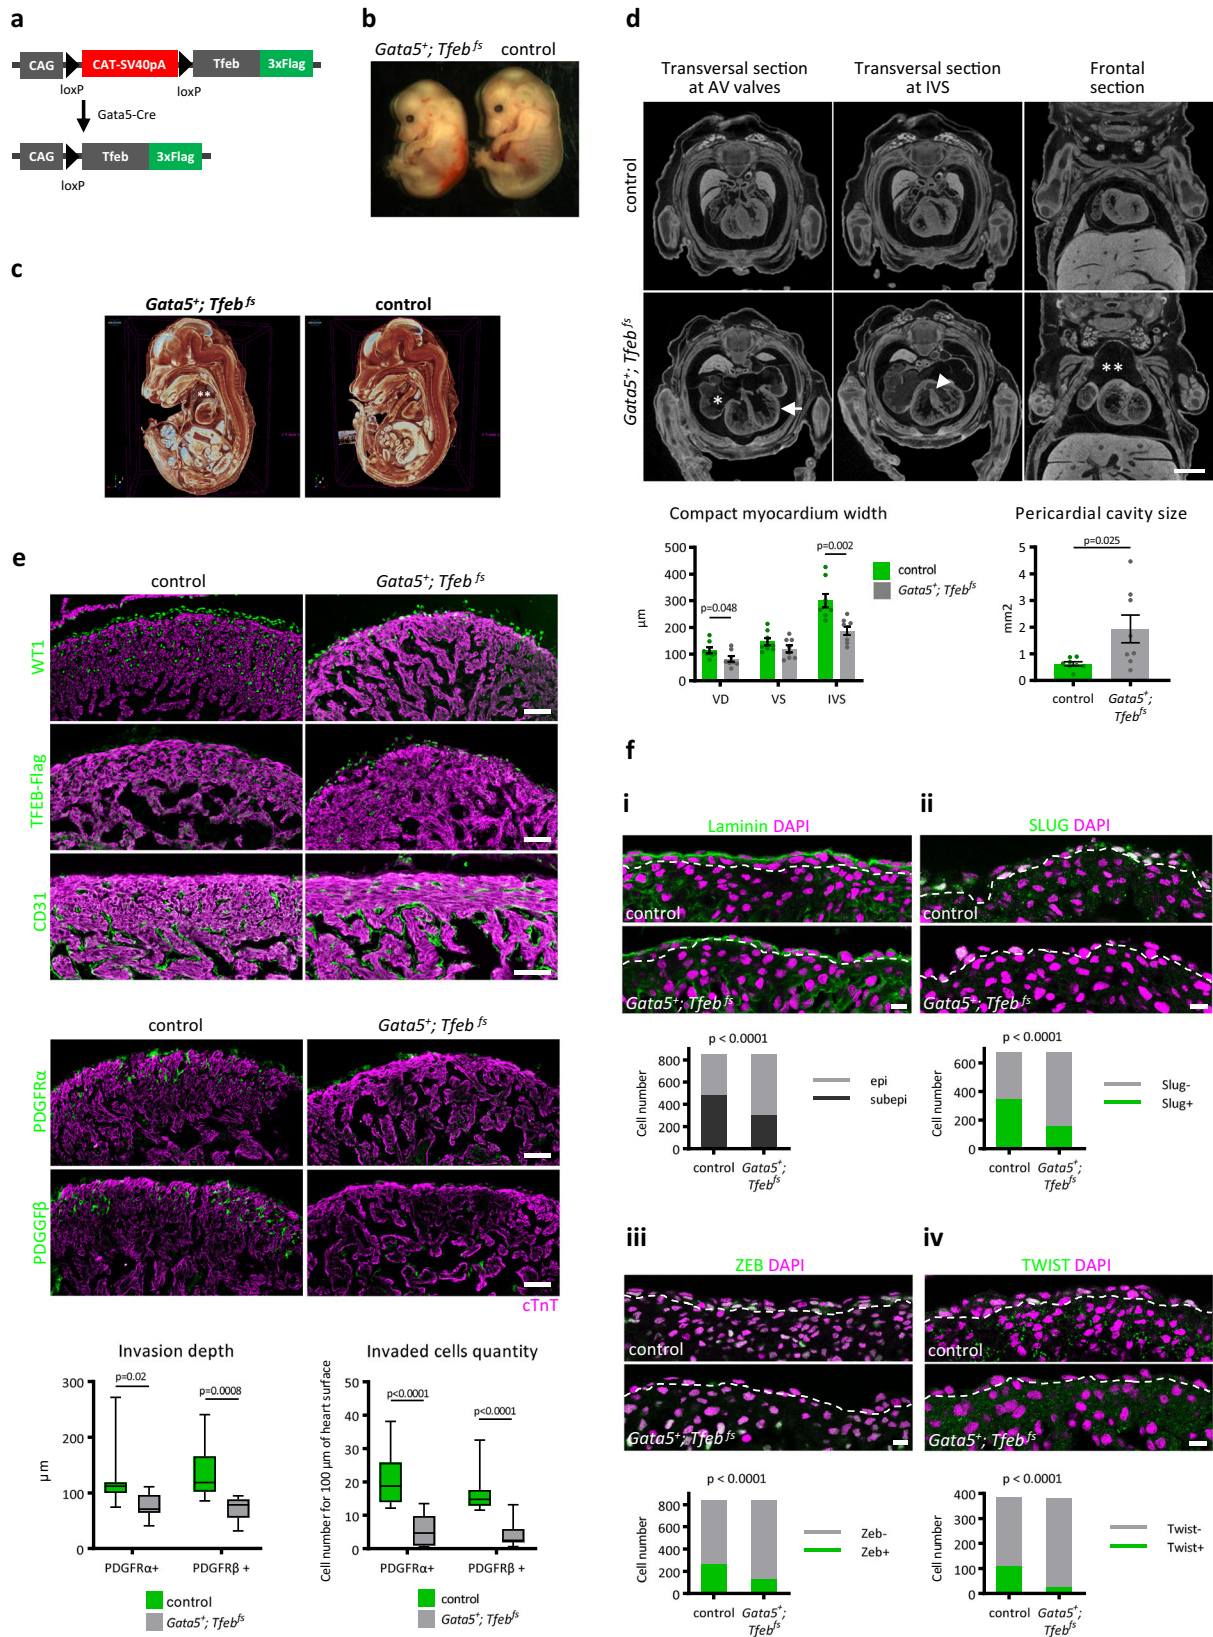 a
CAG
CAT-SV40pA
Tfeb
3xFlag
loxP
loxP
Gata5-Cre
CAG
Tfeb
3xFlag
loxP
b
Gata5⁺; Tfeb ᶠˢ control
c
Gata5⁺; Tfeb ᶠˢ
control
**
d
Transversal section
at AV valves
Transversal section
at IVS
Frontal
section
control
Gata5⁺; Tfeb ᶠˢ
*
**
Compact myocardium width
µm
500
400
300
200
100
0
p=0.048
p=0.002
VD
VS
IVS
control
Gata5⁺; Tfeb ᶠˢ
Pericardial cavity size
mm2
5
4
3
2
1
0
p=0.025
control
Gata5⁺;
Tfeb ᶠˢ
e
control
Gata5⁺; Tfeb ᶠˢ
WT1
TFEB-Flag
CD31
control
Gata5⁺; Tfeb ᶠˢ
PDGFRα
PDGGFβ
cTnT
Invasion depth
µm
300
200
100
0
p=0.02
p=0.0008
PDGFRα+
PDGFRβ +
control
Gata5⁺; Tfeb ᶠˢ
Invaded cells quantity
Cell number for 100 µm of heart surface
50
40
30
20
10
0
p<0.0001
p<0.0001
PDGFRα+
PDGFRβ +
control
Gata5⁺; Tfeb ᶠˢ
f
i
Laminin DAPI
control
Gata5⁺; Tfeb ᶠˢ
p < 0.0001
Cell number
800
600
400
200
0
epi
subepi
control
Gata5⁺;
Tfeb ᶠˢ
ii
SLUG DAPI
control
Gata5⁺; Tfeb ᶠˢ
p < 0.0001
Cell number
600
400
200
0
Slug-
Slug+
control
Gata5⁺;
Tfeb ᶠˢ
iii
ZEB DAPI
control
Gata5⁺; Tfeb ᶠˢ
p < 0.0001
Cell number
800
600
400
200
0
Zeb-
Zeb+
control
Gata5⁺;
Tfeb ᶠˢ
iv
TWIST DAPI
control
Gata5⁺; Tfeb ᶠˢ
p < 0.0001
Cell number
400
300
200
100
0
Twist-
Twist+
control
Gata5⁺;
Tfeb ᶠˢ